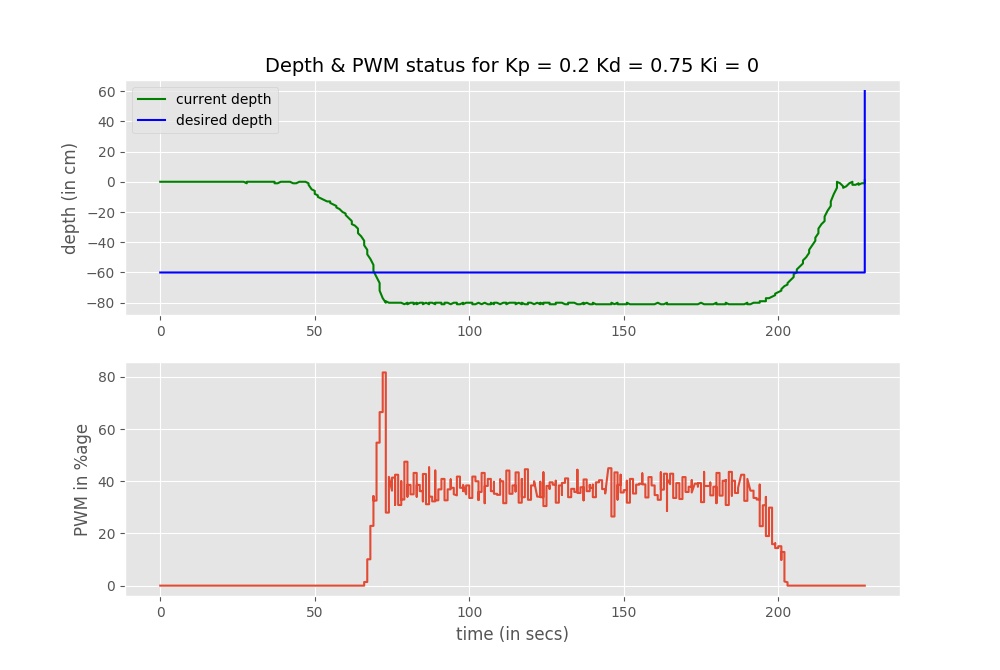 Depth & PWM status for Kp = 0.2 Kd = 0.75 Ki = 0
current depth
desired depth
depth (in cm)
60
40
20
0
−20
−40
−60
−80
0 50 100 150 200
PWM in %age
80
60
40
20
0
0 50 100 150 200
time (in secs)